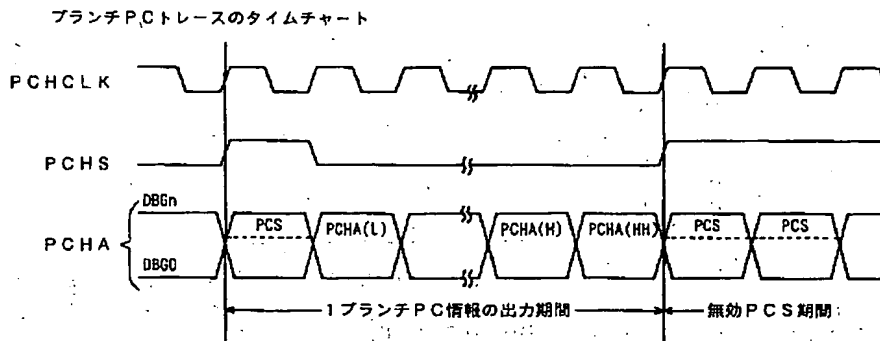 ブランチPCトレースのタイムチャート
PCHCLK
PCHS
PCHA
DBGn
DBG0
PCS
PCHA(L)
PCHA(H)
PCHA(HH)
PCS
PCS
1ブランチPC情報の出力期間
無効PCS期間